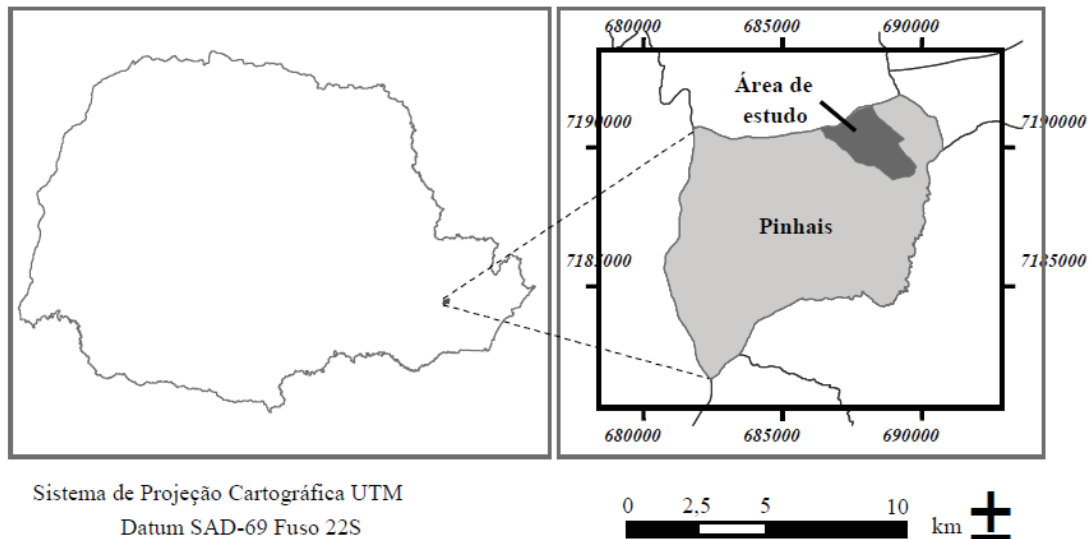 680000 685000 690000
Área de
estudo
7190000 7190000
Pinhais
7185000 7185000
680000 685000 690000
Sistema de Projeção Cartográfica UTM
Datum SAD-69 Fuso 22S
0 2,5 5 10
km